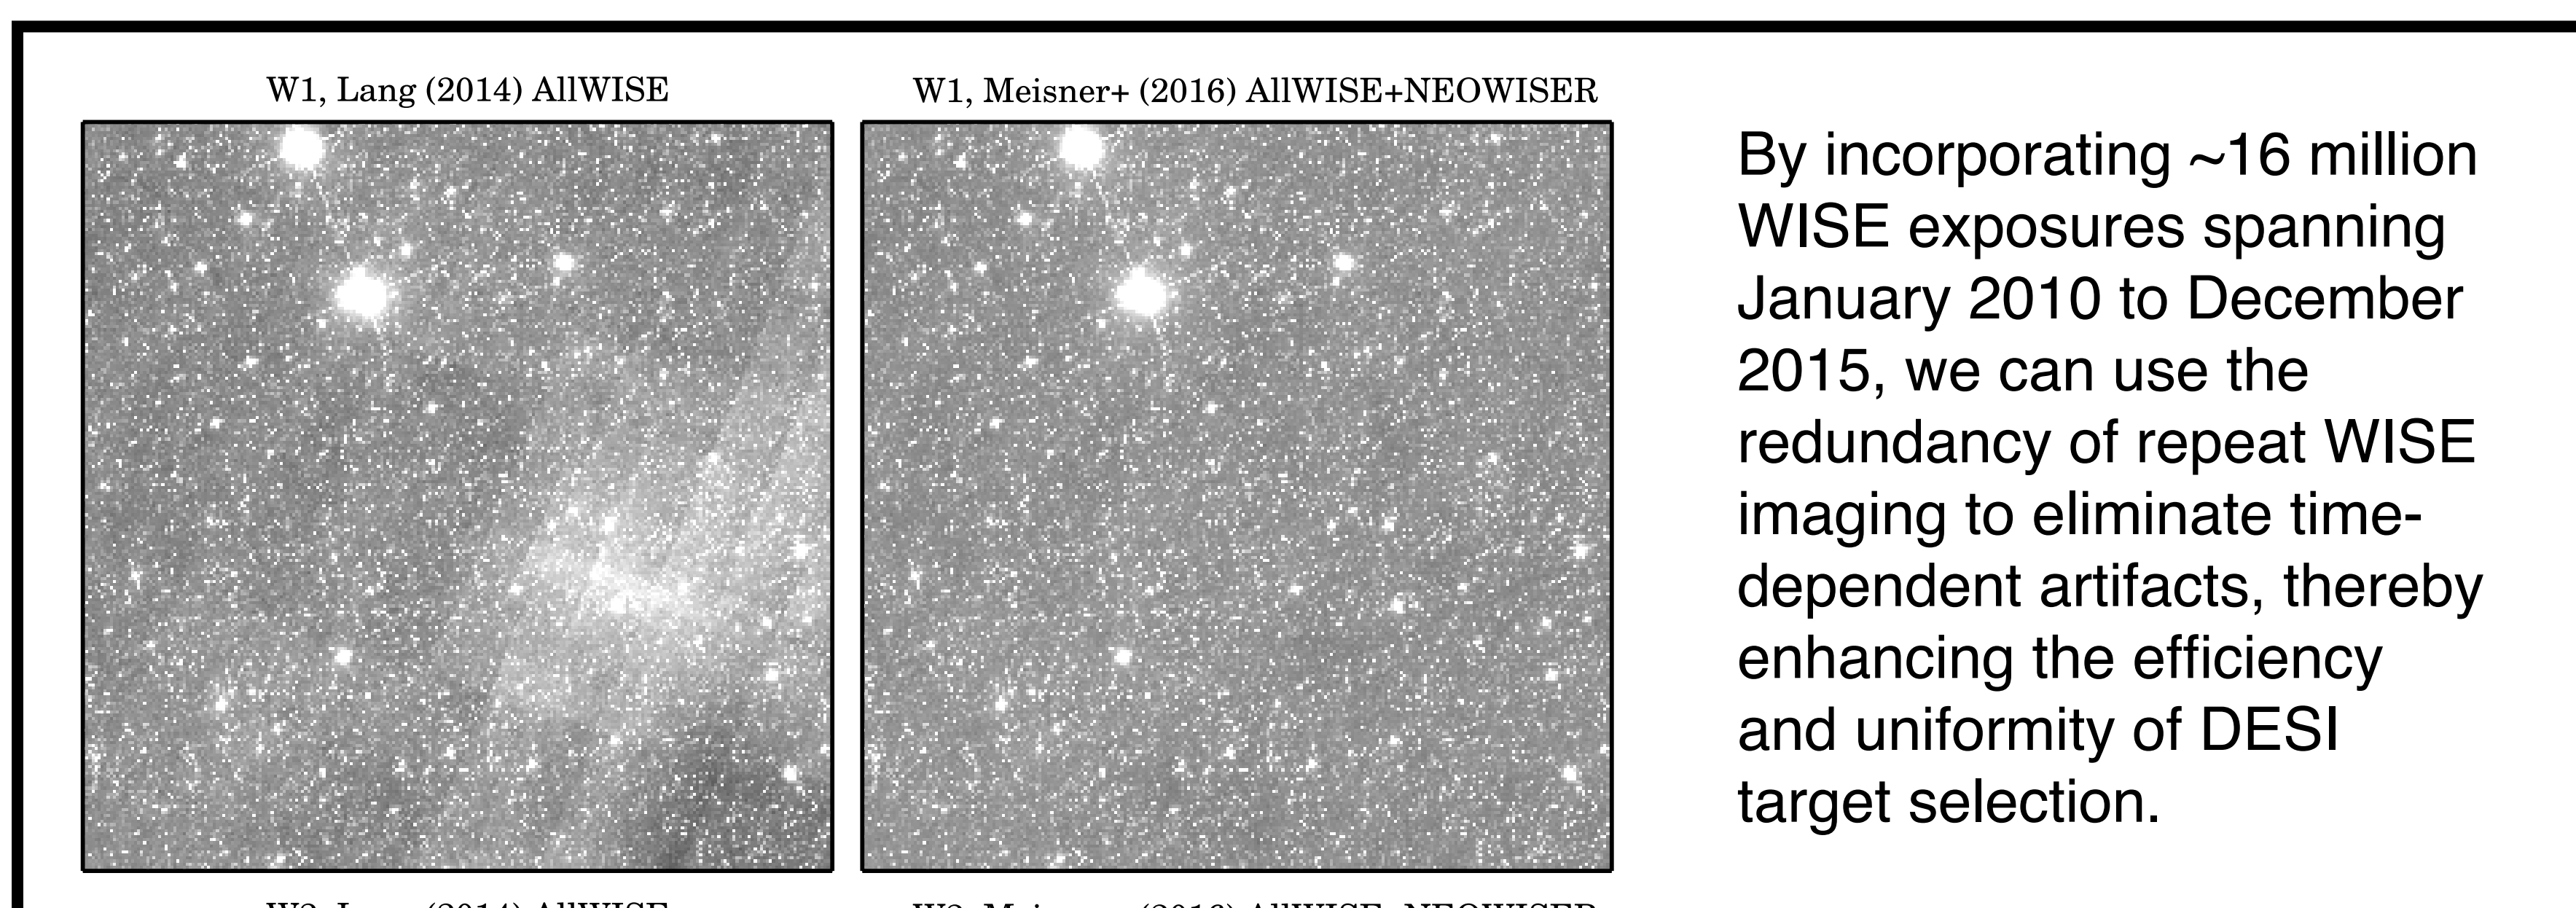 W1, Lang (2014) AllWISE
W1, Meisner+ (2016) AllWISE+NEOWISER
By incorporating ~16 million
WISE exposures spanning
January 2010 to December
2015, we can use the
redundancy of repeat WISE
imaging to eliminate time-
dependent artifacts, thereby
enhancing the efficiency
and uniformity of DESI
target selection.